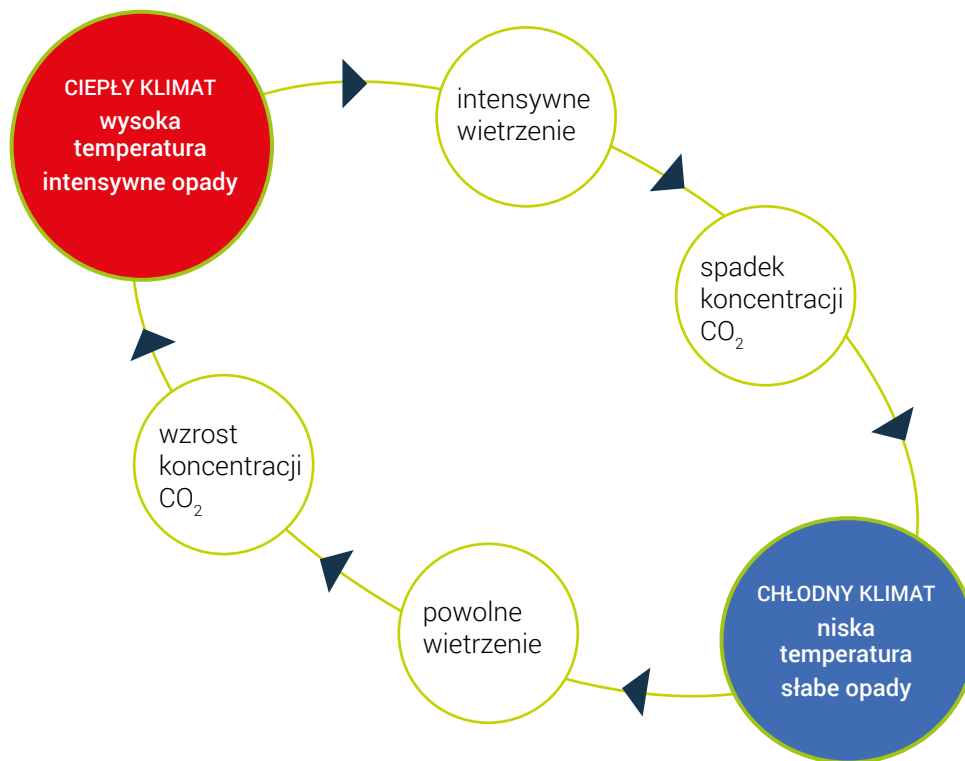 CIEPŁY KLIMAT
wysoka
temperatura
intensywne opady
intensywne
wietrzenie
spadek
koncentracji
CO₂
CHŁODNY KLIMAT
niska
temperatura
słabe opady
powolne
wietrzenie
wzrost
koncentracji
CO₂